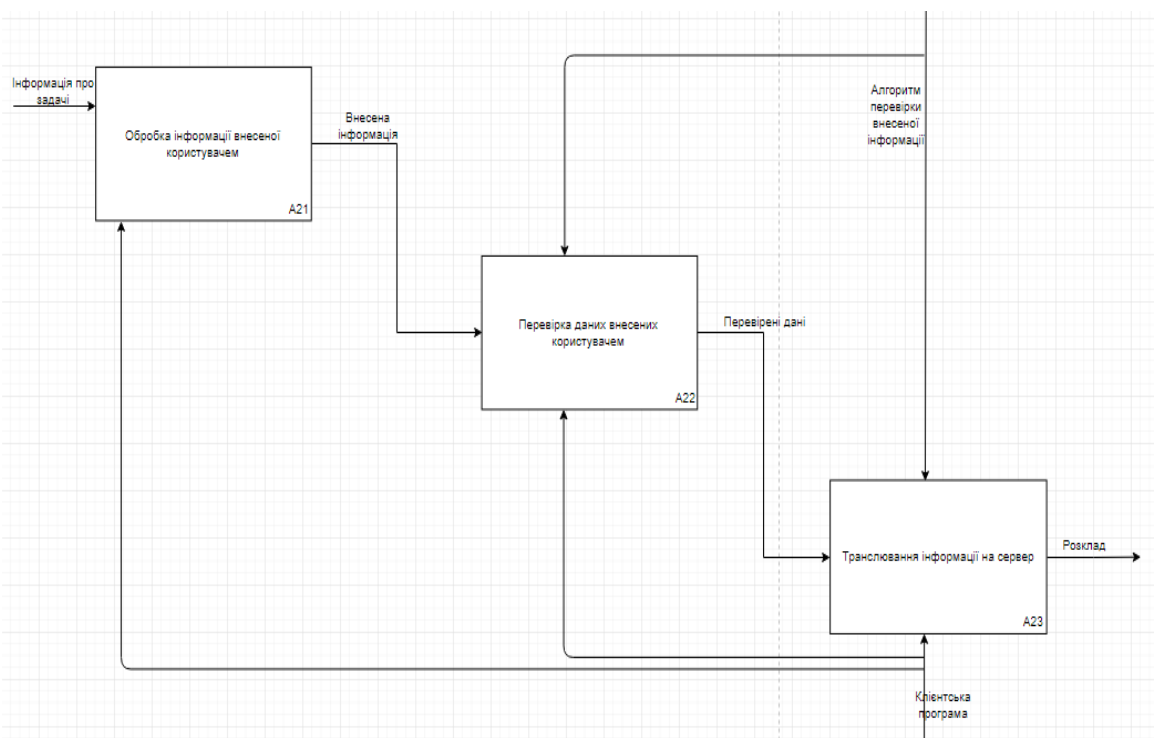 Інформація про
задачі
Обробка інформації внесеної
користувачем
A21
Внесена
інформація
Алгоритм
перевірки
внесеної
інформації
Перевірка даних внесених
користувачем
A22
Перевірені дані
Транслювання інформації на сервер
A23
Розклад
Клієнтська
програма